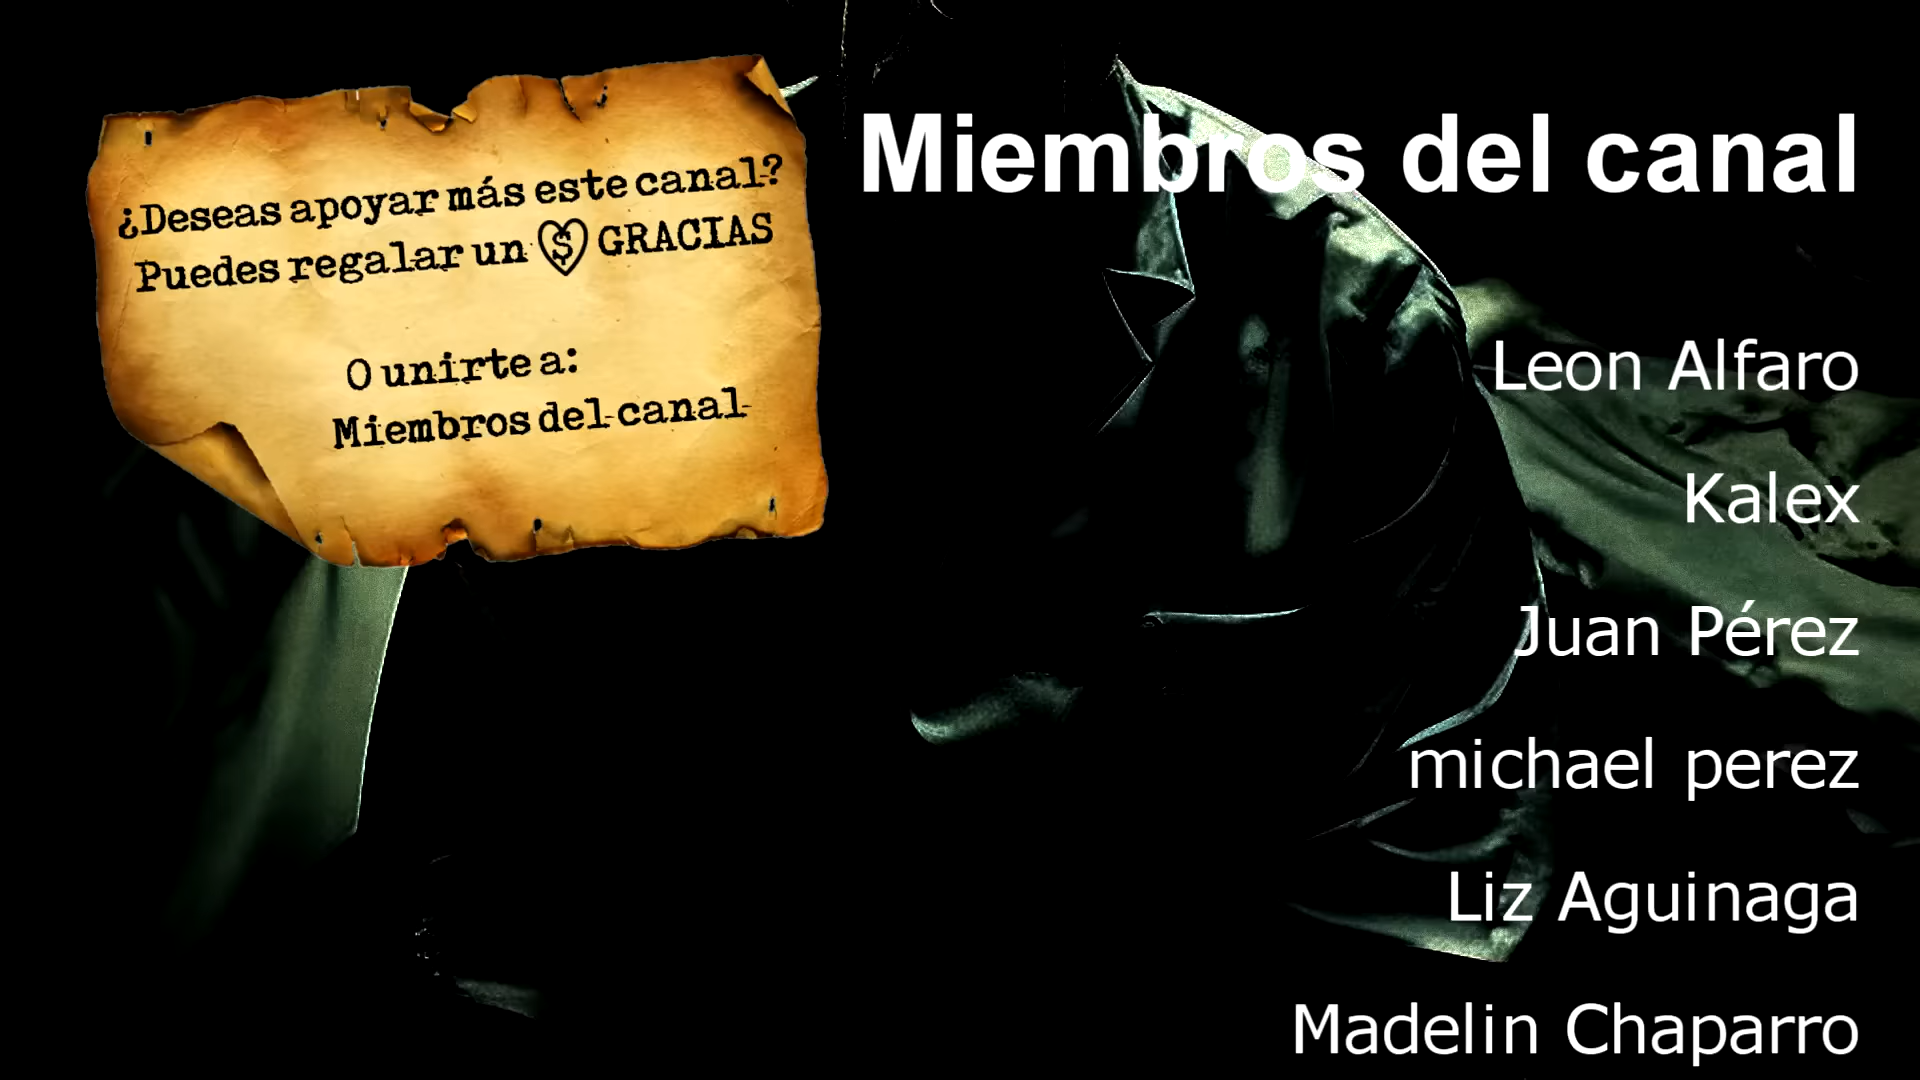 ¿Deseas apoyar más este canal?
Puedes regalar un $ GRACIAS
O unirte a:
Miembros del canal
Miembros del canal
Leon Alfaro
Kalex
Juan Pérez
michael perez
Liz Aguinaga
Madelin Chaparro